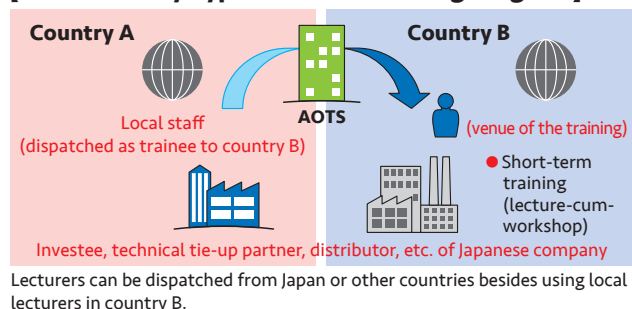 Country A
Country B
AOTS
Local staff
(dispatched as trainee to country B)
(venue of the training)
● Short-term
training
(lecture-cum-
workshop)
Investee, technical tie-up partner, distributor, etc. of Japanese company
Lecturers can be dispatched from Japan or other countries besides using local
lecturers in country B.